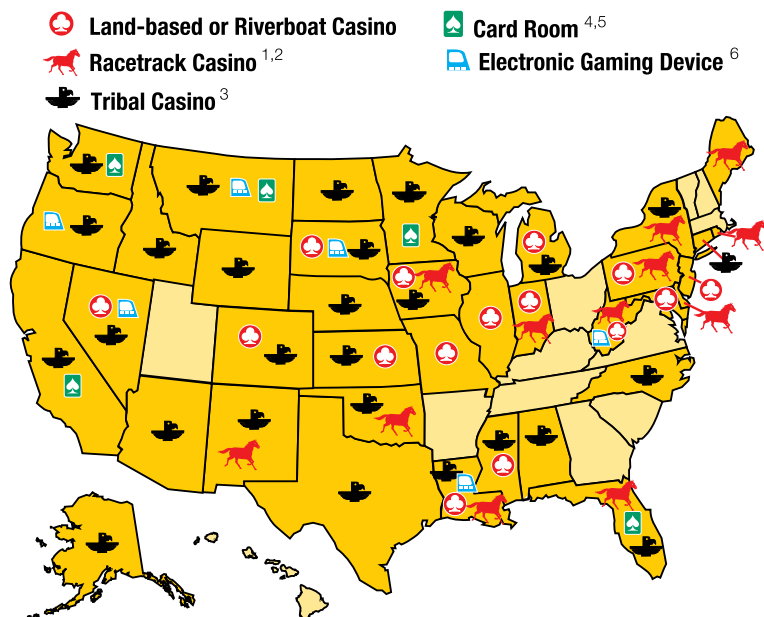 Land-based or Riverboat Casino
Racetrack Casino 1,2
Tribal Casino 3
Card Room 4,5
Electronic Gaming Device 6